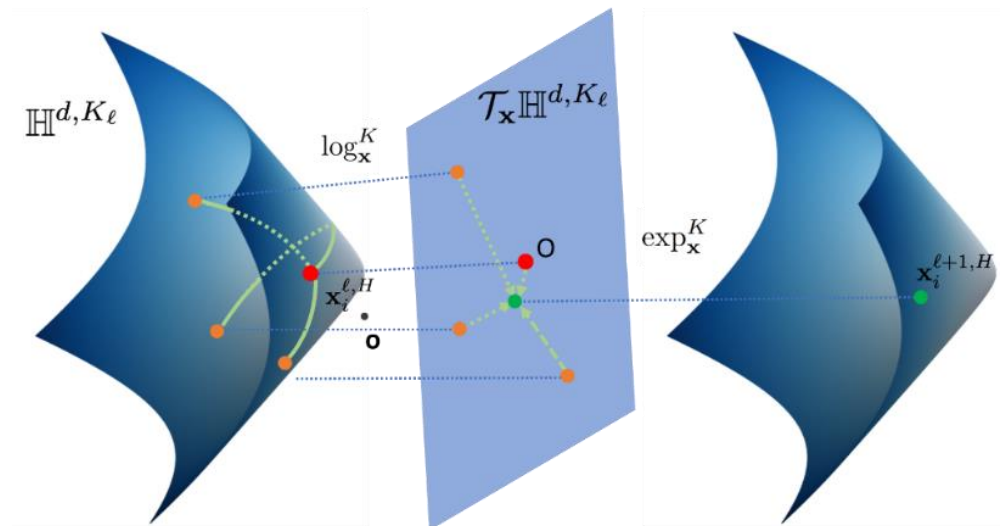 ℍ^{d,K_ℓ}
log_𝐱^K
𝒯_𝐱ℍ^{d,K_ℓ}
O
exp_𝐱^K
𝐱_i^{ℓ,H}
𝐱_i^{ℓ+1,H}
o